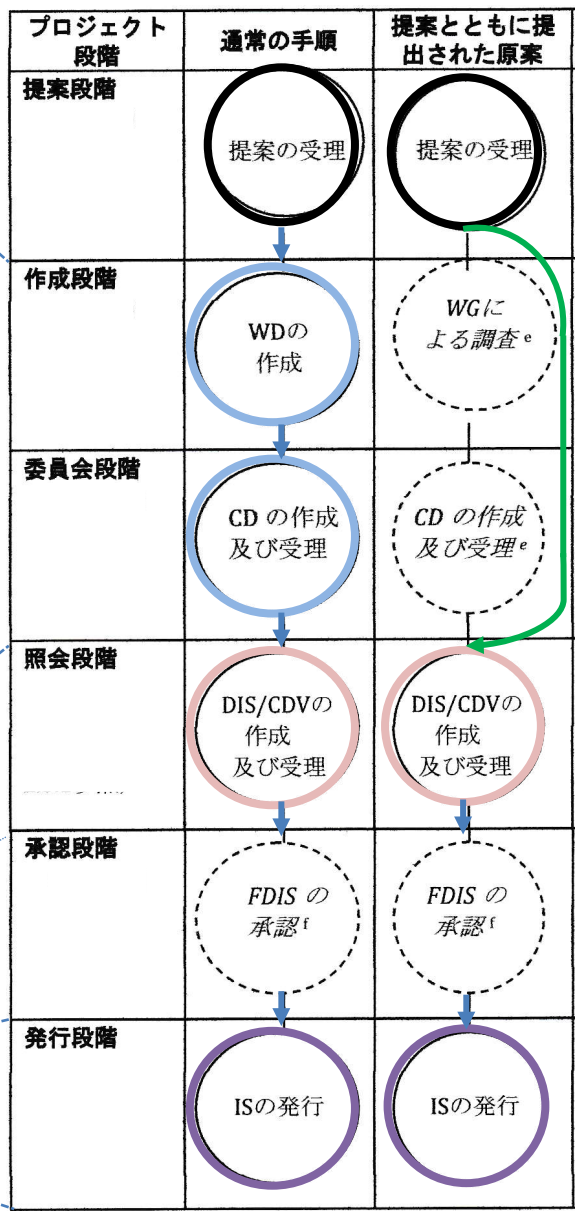 プロジェクト
段階
通常の手順
提案とともに提
出された原案
提案段階
提案の受理
提案の受理
作成段階
WDの
作成
WGに
よる調査 e
委員会段階
CD の作成
及び受理
CD の作成
及び受理 e
照会段階
DIS/CDVの
作成
及び受理
DIS/CDVの
作成
及び受理
承認段階
FDIS の
承認 f
FDIS の
承認 f
発行段階
ISの発行
ISの発行